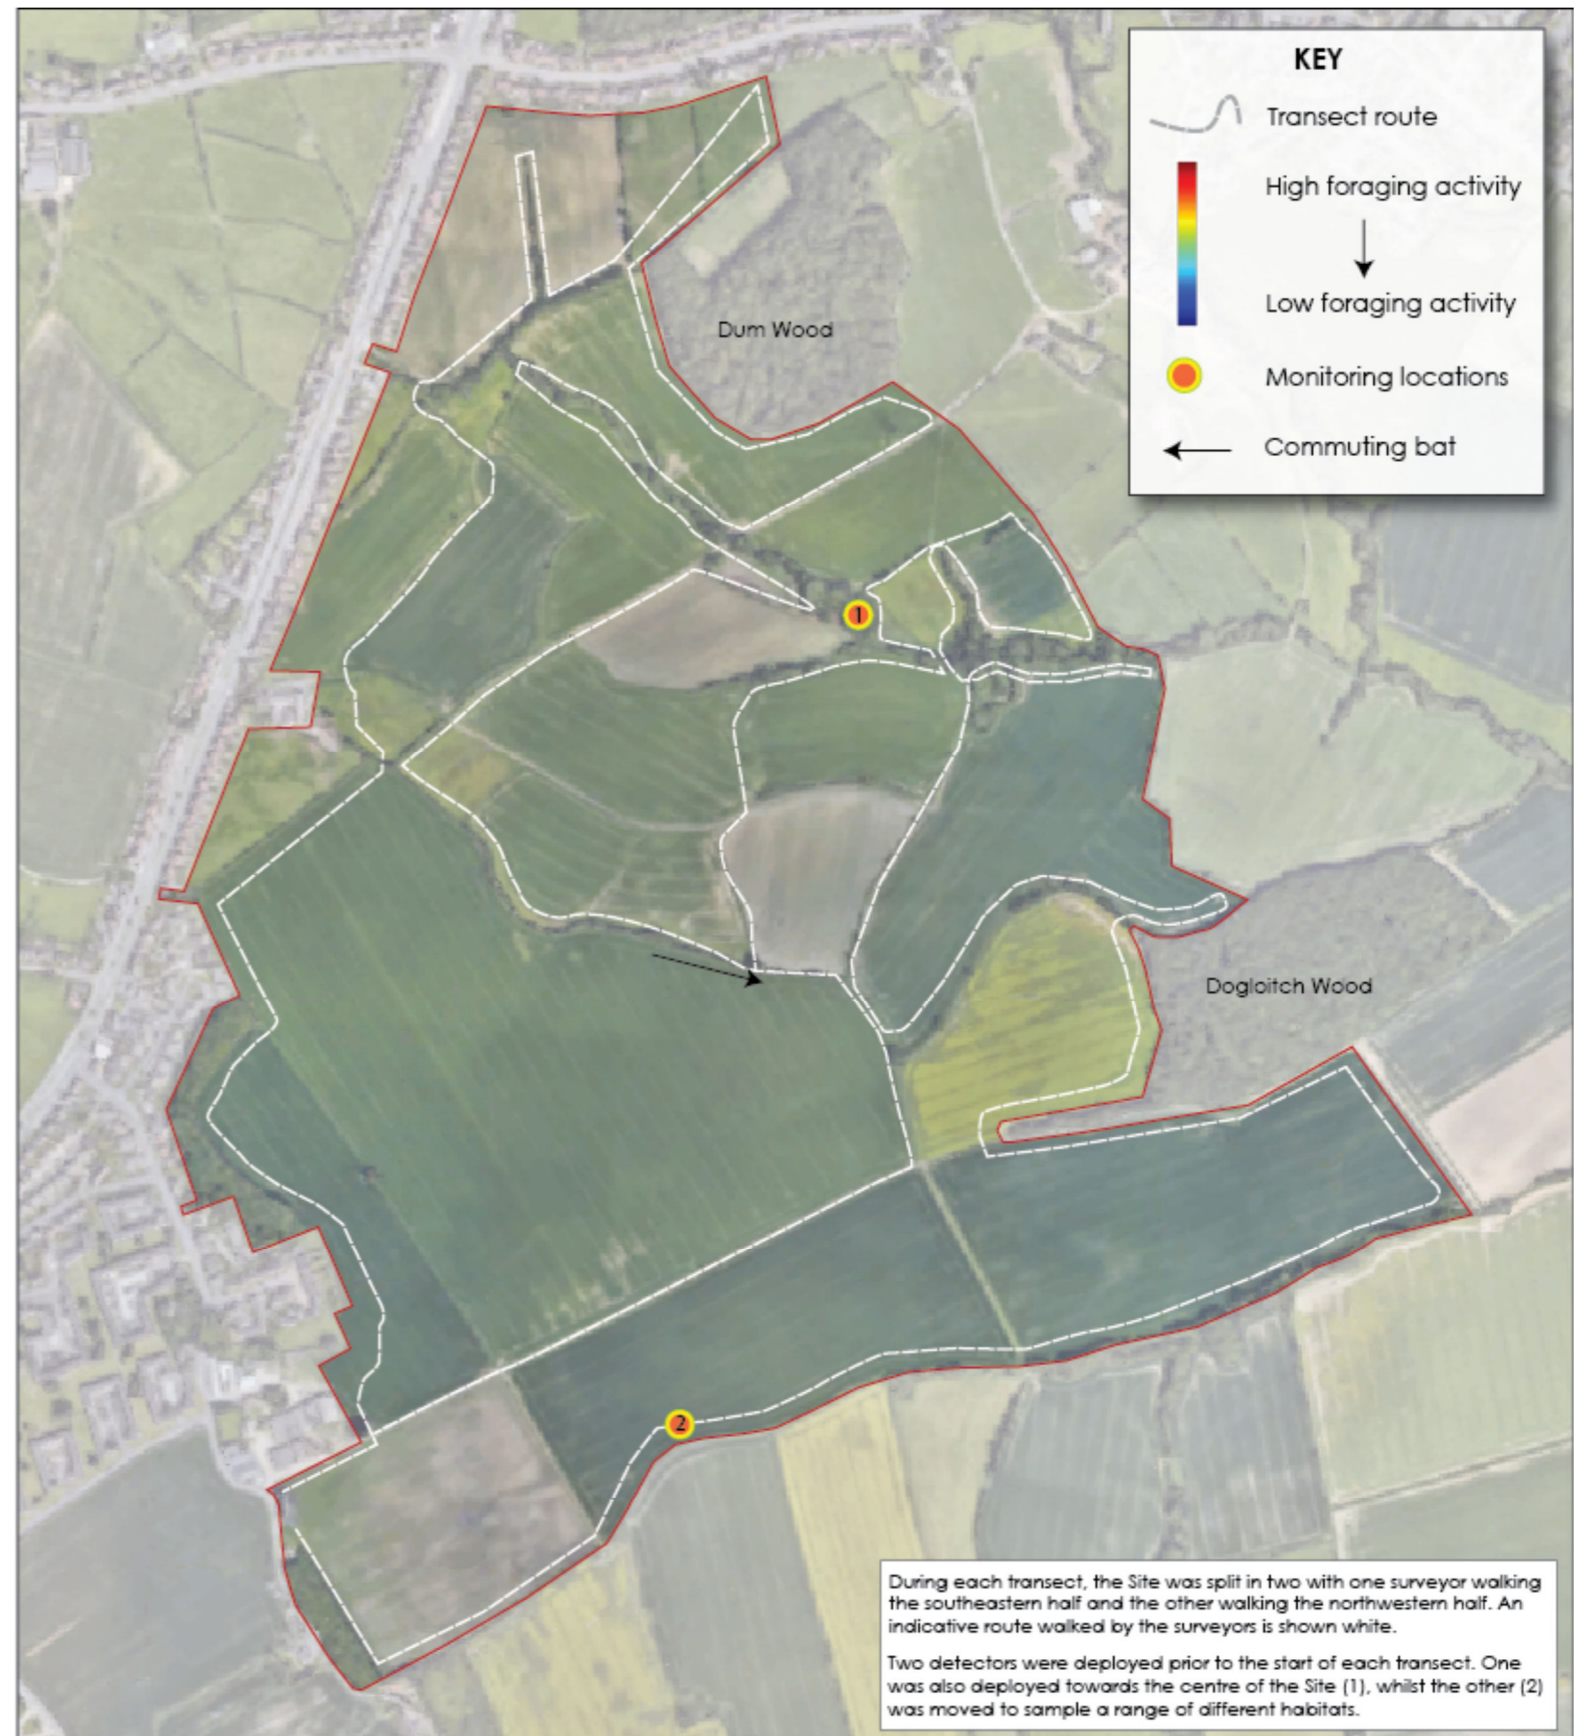 KEY
Transect route
High foraging activity
Low foraging activity
Monitoring locations
Commuting bat
Dum Wood
1
Dogloitch Wood
2
During each transect, the Site was split in two with one surveyor walking
the southeastern half and the other walking the northwestern half. An
indicative route walked by the surveyors is shown white.
Two detectors were deployed prior to the start of each transect. One
was also deployed towards the centre of the Site (1), whilst the other (2)
was moved to sample a range of different habitats.